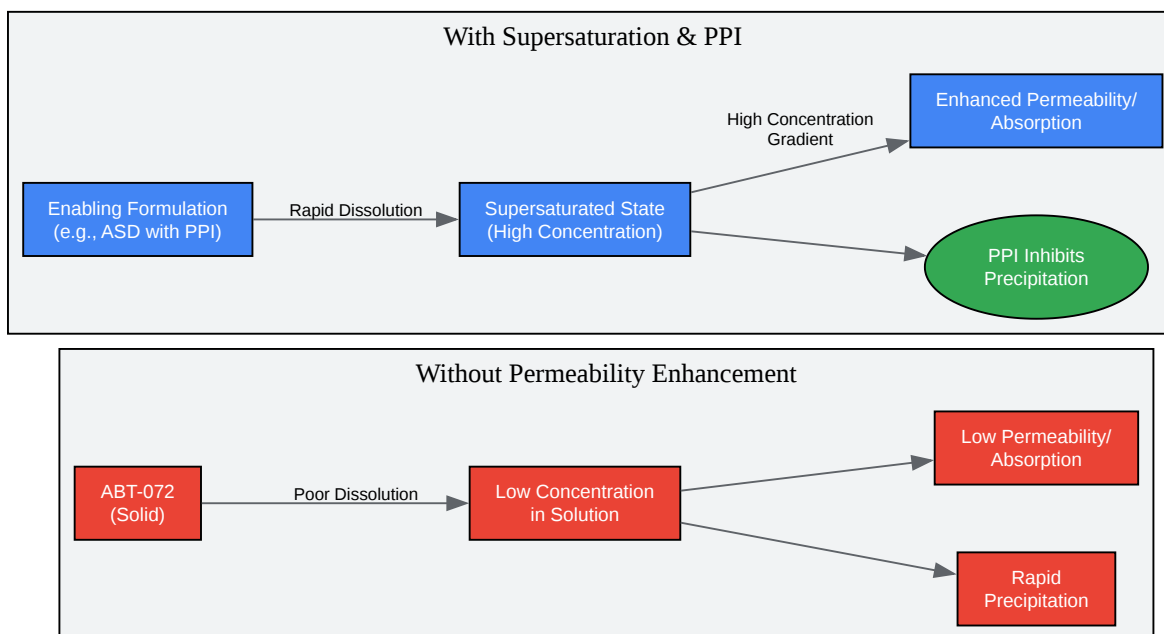 With Supersaturation & PPI
Enabling Formulation
(e.g., ASD with PPI)
Rapid Dissolution
Supersaturated State
(High Concentration)
High Concentration
Gradient
Enhanced Permeability/
Absorption
PPI Inhibits
Precipitation
Without Permeability Enhancement
ABT-072
(Solid)
Poor Dissolution
Low Concentration
in Solution
Low Permeability/
Absorption
Rapid
Precipitation